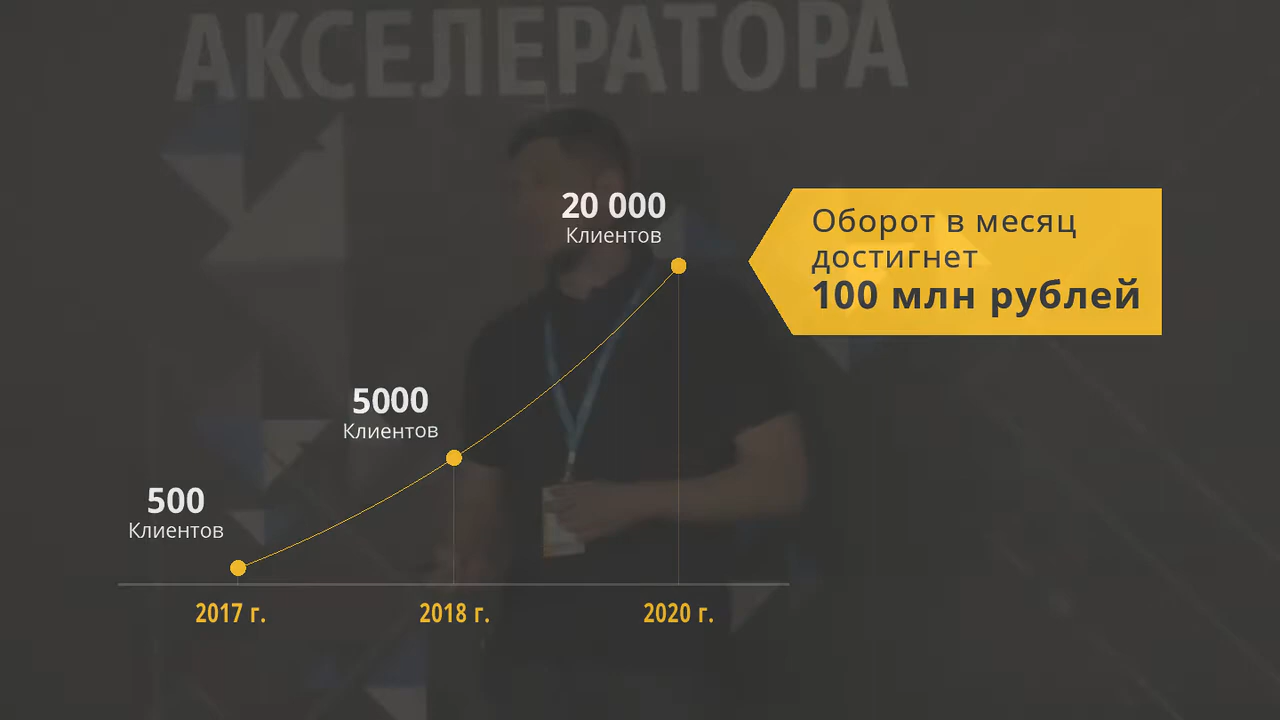 АКСЕЛЕРАТОРА
20 000
Клиентов
Оборот в месяц
достигнет
100 млн рублей
5000
Клиентов
500
Клиентов
2017 г.
2018 г.
2020 г.